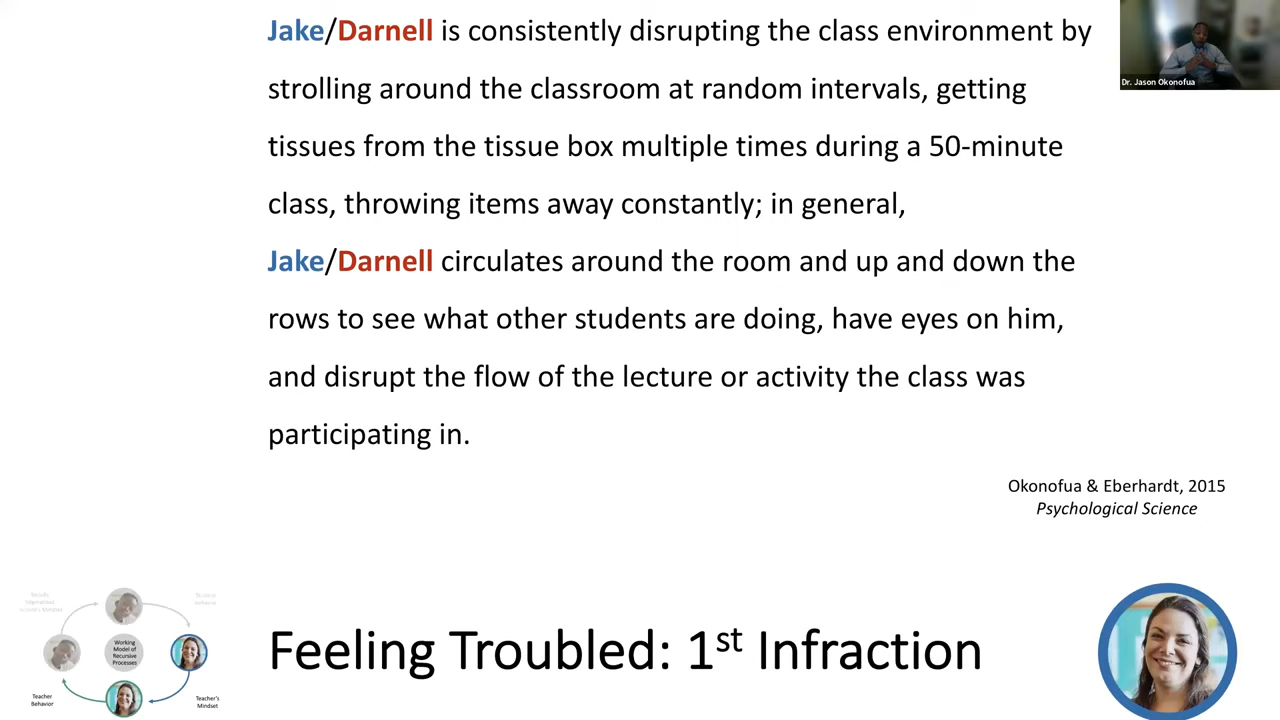 Jake/Darnell is consistently disrupting the class environment by
strolling around the classroom at random intervals, getting
tissues from the tissue box multiple times during a 50-minute
class, throwing items away constantly; in general,
Jake/Darnell circulates around the room and up and down the
rows to see what other students are doing, have eyes on him,
and disrupt the flow of the lecture or activity the class was
participating in.
Dr. Jason Okonofua
Okonofua & Eberhardt, 2015
Psychological Science
Working
Model of
Recursive
Processes
Teacher
Behavior
Teacher's
Mindset
Feeling Troubled: 1st Infraction